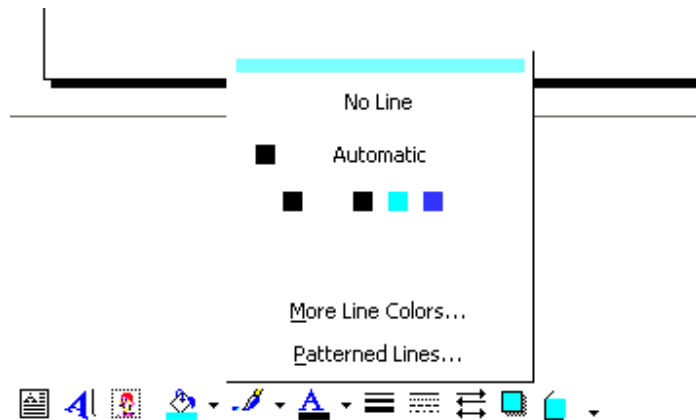 No Line
Automatic
More Line Colors...
Patterned Lines...